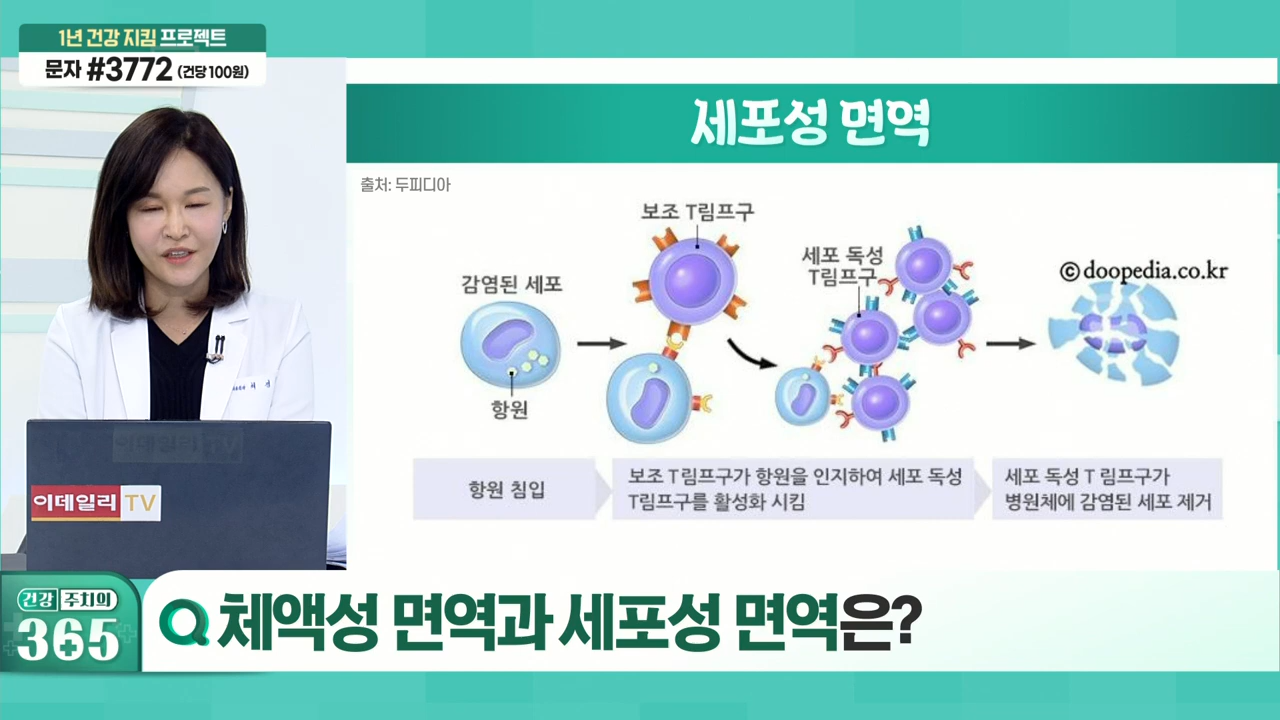 1년 건강 지킴 프로젝트
문자 #3772 (건당 100원)
세포성 면역
출처: 두피디아
보조 T림프구
세포 독성
T림프구
감염된 세포
항원
©doopedia.co.kr
항원 침입
보조 T림프구가 항원을 인지하여 세포 독성
T림프구를 활성화 시킴
세포 독성 T 림프구가
병원체에 감염된 세포 제거
이데일리 TV
이데일리 TV
건강 주치의
365
Q 체액성 면역과 세포성 면역은?